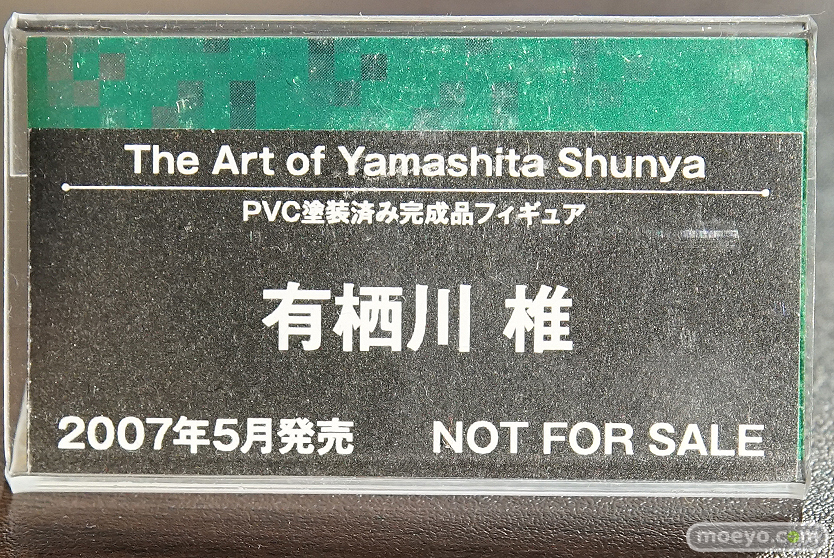 The Art of Yamashita Shunya
PVC塗装済み完成品フィギュア
有栖川 椎
2007年5月発売 NOT FOR SALE
moeyo.com